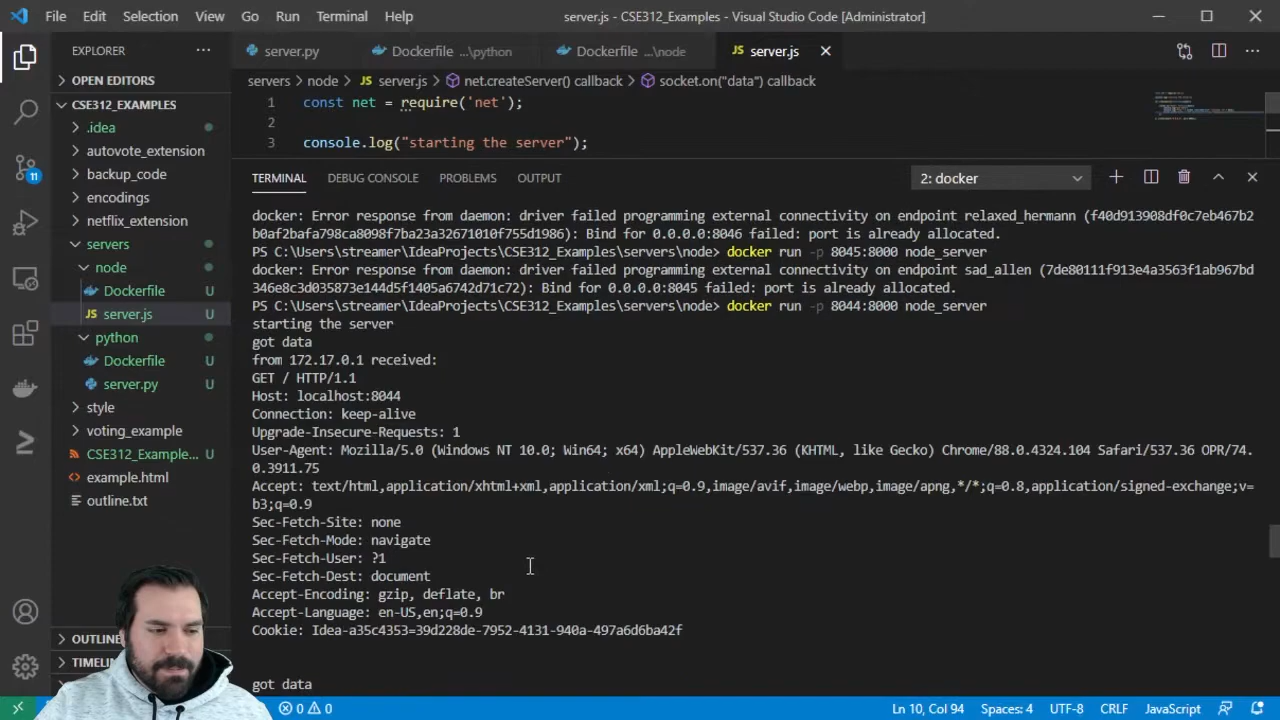 File Edit Selection View Go Run Terminal Help server.js - CSE312_Examples - Visual Studio Code [Administrator]
EXPLORER
server.py Dockerfile ...\python Dockerfile ...\node JS server.js
OPEN EDITORS
CSE312_EXAMPLES
.idea
autovote_extension
backup_code
encodings
netflix_extension
servers
node
Dockerfile U
JS server.js U
python
Dockerfile U
server.py U
style
voting_example
CSE312_Example... U
example.html
outline.txt
OUTLINE
TIMELI
11
servers > node > JS server.js > net.createServer() callback > socket.on("data") callback
1 const net = require('net');
2
3 console.log("starting the server");
TERMINAL DEBUG CONSOLE PROBLEMS OUTPUT 2: docker
docker: Error response from daemon: driver failed programming external connectivity on endpoint relaxed_hermann (f40d913908df0c7eb467b2
b0af2bafa798ca8098f7ba23a32671010f755d1986): Bind for 0.0.0.0:8046 failed: port is already allocated.
PS C:\Users\streamer\IdeaProjects\CSE312_Examples\servers\node> docker run -p 8045:8000 node_server
docker: Error response from daemon: driver failed programming external connectivity on endpoint sad_allen (7de80111f913e4a3563f1ab967bd
346e8c3d035873e144d5f1405a6742d71c72): Bind for 0.0.0.0:8045 failed: port is already allocated.
PS C:\Users\streamer\IdeaProjects\CSE312_Examples\servers\node> docker run -p 8044:8000 node_server
starting the server
got data
from 172.17.0.1 received:
GET / HTTP/1.1
Host: localhost:8044
Connection: keep-alive
Upgrade-Insecure-Requests: 1
User-Agent: Mozilla/5.0 (Windows NT 10.0; Win64; x64) AppleWebKit/537.36 (KHTML, like Gecko) Chrome/88.0.4324.104 Safari/537.36 OPR/74.
0.3911.75
Accept: text/html,application/xhtml+xml,application/xml;q=0.9,image/avif,image/webp,image/apng,*/*;q=0.8,application/signed-exchange;v=
b3;q=0.9
Sec-Fetch-Site: none
Sec-Fetch-Mode: navigate
Sec-Fetch-User: ?1
Sec-Fetch-Dest: document
Accept-Encoding: gzip, deflate, br
Accept-Language: en-US,en;q=0.9
Cookie: Idea-a35c4353=39d228de-7952-4131-940a-497a6d6ba42f
got data
0 0 Ln 10, Col 94 Spaces: 4 UTF-8 CRLF JavaScript